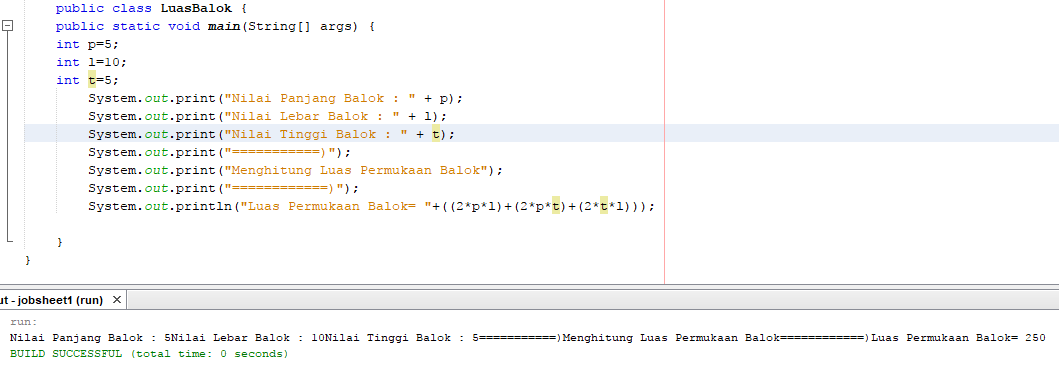 public class LuasBalok {
public static void main(String[] args) {
int p=5;
int l=10;
int t=5;
System.out.print("Nilai Panjang Balok : " + p);
System.out.print("Nilai Lebar Balok : " + l);
System.out.print("Nilai Tinggi Balok : " + t);
System.out.print("===========)");
System.out.print("Menghitung Luas Permukaan Balok");
System.out.print("============)");
System.out.println("Luas Permukaan Balok= "+((2*p*l)+(2*p*t)+(2*t*l)));
}
}
ut - jobsheet1 (run) ×
run:
Nilai Panjang Balok : 5Nilai Lebar Balok : 10Nilai Tinggi Balok : 5===========)Menghitung Luas Permukaan Balok============)Luas Permukaan Balok= 250
BUILD SUCCESSFUL (total time: 0 seconds)